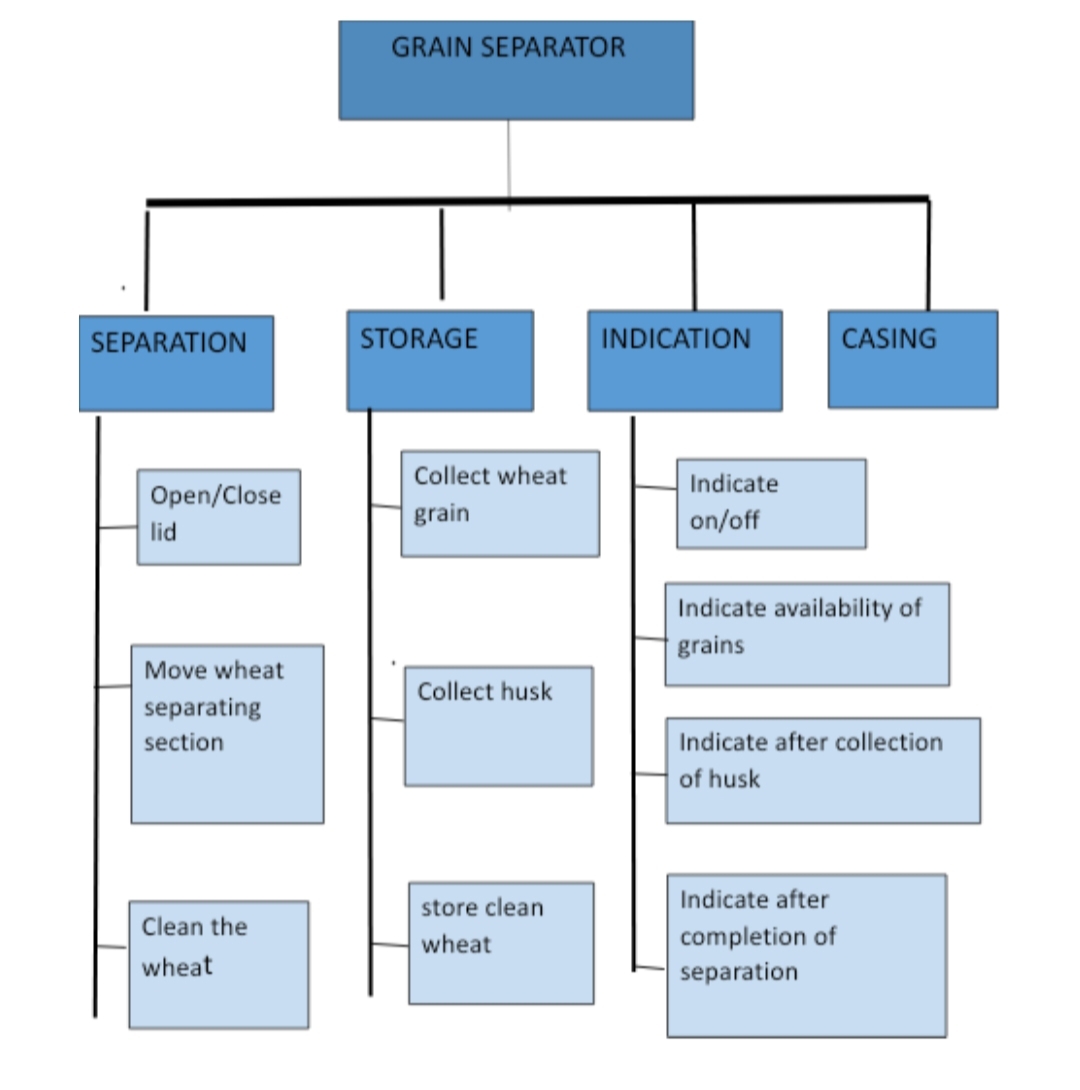 GRAIN SEPARATOR
SEPARATION
STORAGE
INDICATION
CASING
Open/Close
lid
Move wheat
separating
section
Clean the
wheat
Collect wheat
grain
Collect husk
store clean
wheat
Indicate
on/off
Indicate availability of
grains
Indicate after collection
of husk
Indicate after
completion of
separation